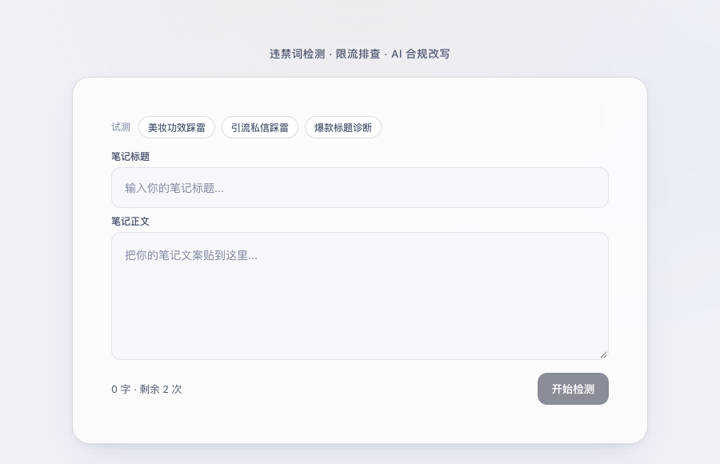 违禁词检测 · 限流排查 · AI 合规改写
试测 美妆功效踩雷 引流私信踩雷 爆款标题诊断
笔记标题
输入你的笔记标题...
笔记正文
把你的笔记文案贴到这里...
0 字 · 剩余 2 次 开始检测